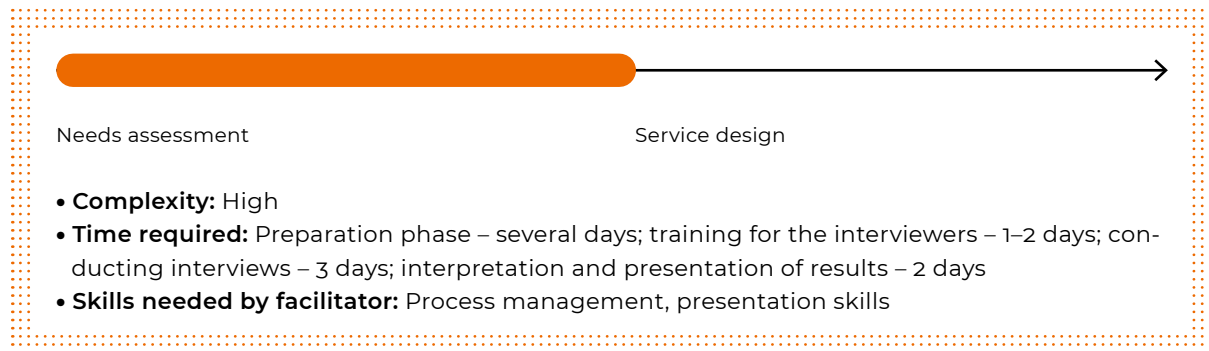 Needs assessment
Service design
• Complexity: High
• Time required: Preparation phase – several days; training for the interviewers – 1–2 days; con-
ducting interviews – 3 days; interpretation and presentation of results – 2 days
• Skills needed by facilitator: Process management, presentation skills